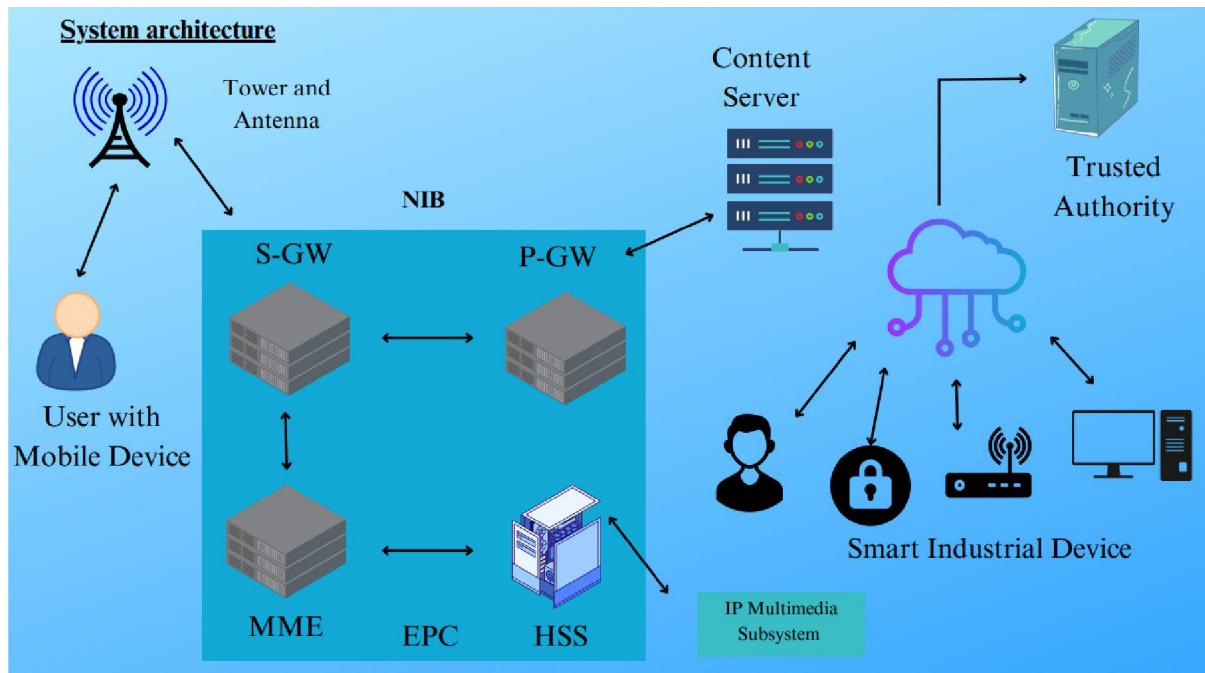 System architecture
Tower and
Antenna
User with
Mobile Device
NIB
S-GW
P-GW
MME
EPC
HSS
Content
Server
IP Multimedia
Subsystem
Trusted
Authority
Smart Industrial Device